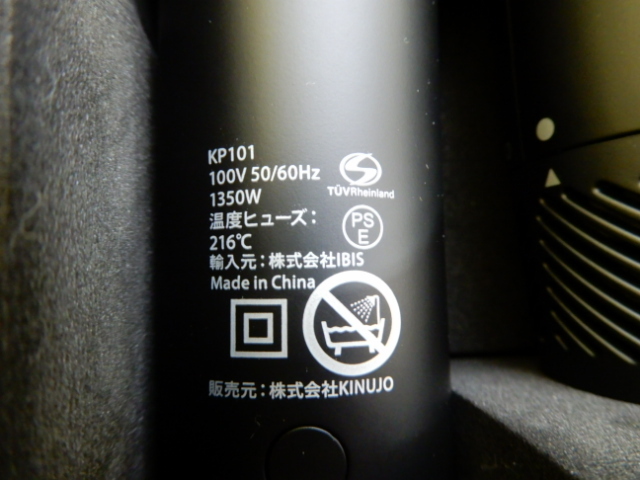 KP101
100V 50/60Hz
1350W
TÜVRheinland
温度ヒューズ：
216℃
PS
E
輸入元：株式会社IBIS
Made in China
販売元：株式会社KINUJO